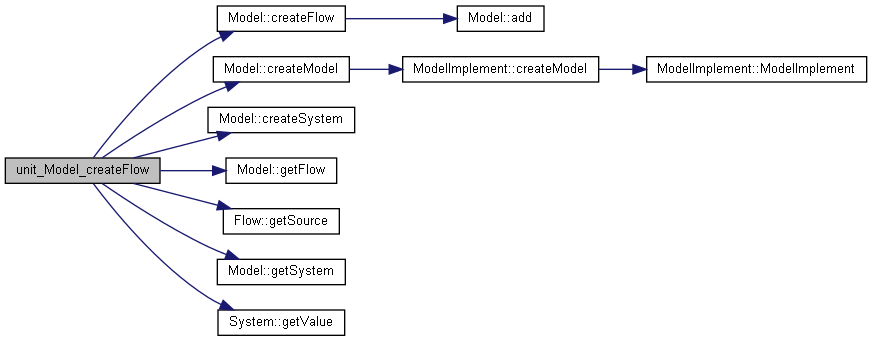 Model::createFlow
Model::add
Model::createModel
ModelImplement::createModel
ModelImplement::ModelImplement
Model::createSystem
unit_Model_createFlow
Model::getFlow
Flow::getSource
Model::getSystem
System::getValue